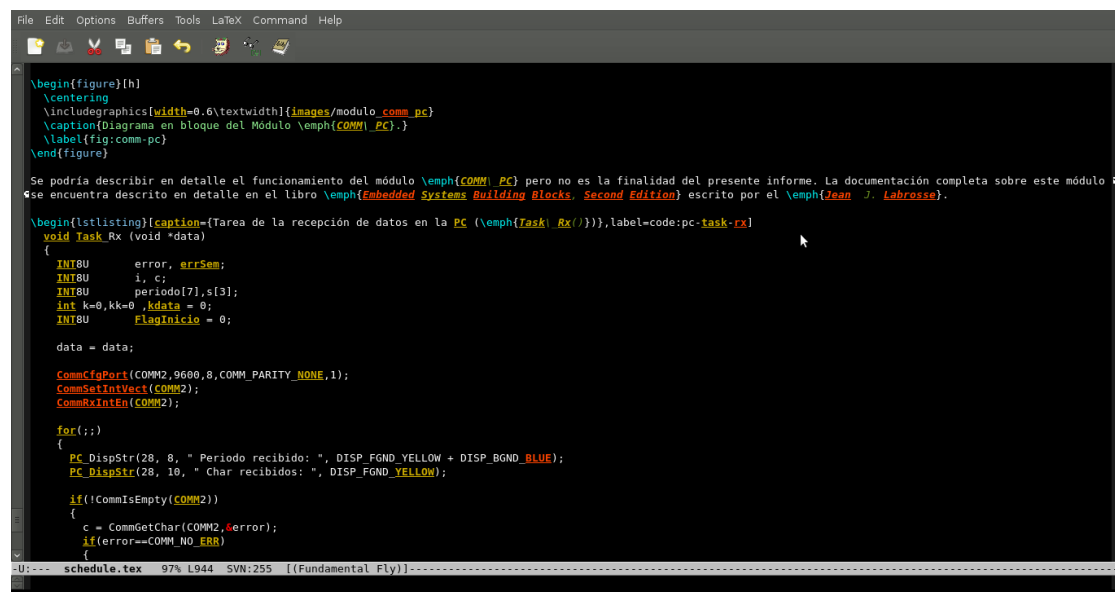 File Edit Options Buffers Tools LaTeX Command Help
\begin{figure}[h]
\centering
\includegraphics[width=0.6\textwidth]{images/modulo_comm_pc}
\caption{Diagrama en bloque del Módulo \emph{COMM\_PC}.}
\label{fig:comm-pc}
\end{figure}
Se podría describir en detalle el funcionamiento del módulo \emph{COMM\_PC} pero no es la finalidad del presente informe. La documentación completa sobre este módulo
se encuentra descrito en detalle en el libro \emph{Embedded Systems Building Blocks, Second Edition} escrito por el \emph{Jean J. Labrosse}.
\begin{lstlisting}[caption={Tarea de la recepción de datos en la PC (\emph{Task\_Rx()})},label=code:pc-task-rx]
void Task_Rx (void *data)
{
INT8U error, errSem;
INT8U i, c;
INT8U periodo[7],s[3];
int k=0,kk=0 ,kdata = 0;
INT8U FlagInicio = 0;
data = data;
CommCfgPort(COMM2,9600,8,COMM_PARITY_NONE,1);
CommSetIntVect(COMM2);
CommRxIntEn(COMM2);
for(;;)
{
PC_DispStr(28, 8, " Periodo recibido: ", DISP_FGND_YELLOW + DISP_BGND_BLUE);
PC_DispStr(28, 10, " Char recibidos: ", DISP_FGND_YELLOW);
if(!CommIsEmpty(COMM2))
{
c = CommGetChar(COMM2,&error);
if(error==COMM_NO_ERR)
{
-U:--- schedule.tex 97% L944 SVN:255 [(Fundamental Fly)]----------